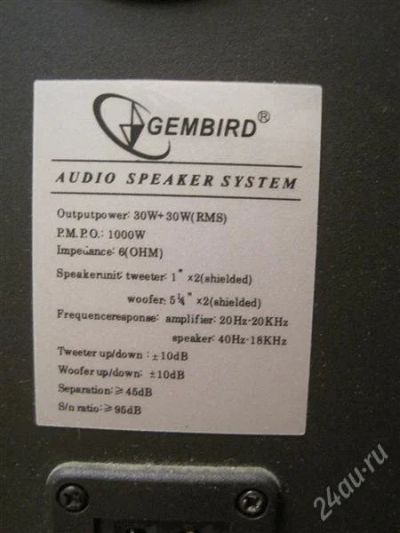 GEMBIRD®
AUDIO SPEAKER SYSTEM
Outputpower: 30W+30W(RMS)
P.M.P.O.: 1000W
Impedance: 6(OHM)
Speakerunit: tweeter: 1" ×2(shielded)
woofer: 5¼" ×2(shielded)
Frequenceresponse: amplifier: 20Hz-20KHz
speaker: 40Hz-18KHz
Tweeter up/down : ±10dB
Woofer up/down: ±10dB
Separation:≥45dB
S/n ratio:≥95dB
24au.ru